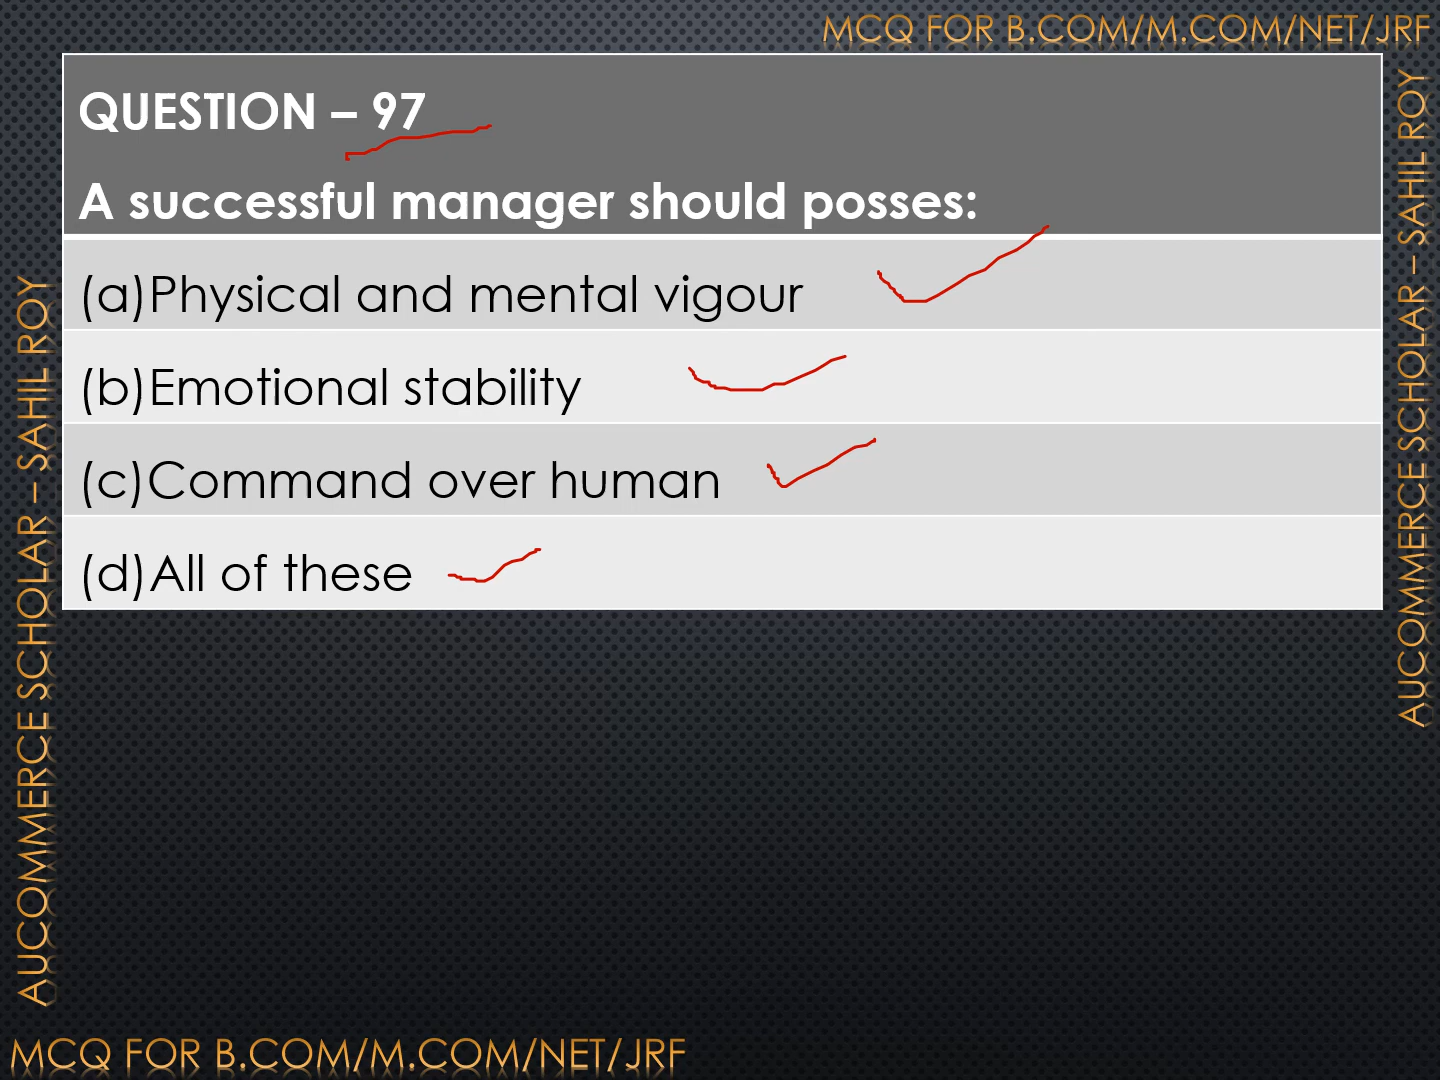 MCQ FOR B.COM/M.COM/NET/JRF
QUESTION – 97
A successful manager should posses:
(a)Physical and mental vigour
(b)Emotional stability
(c)Command over human
(d)All of these
AUCOMMERCE SCHOLAR – SAHIL ROY
AUCOMMERCE SCHOLAR – SAHIL ROY
MCQ FOR B.COM/M.COM/NET/JRF